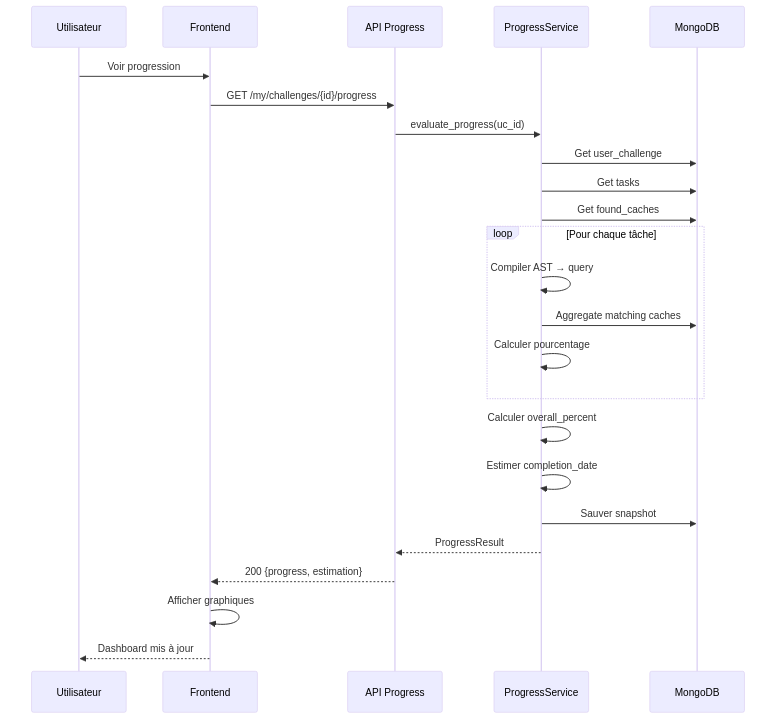 Utilisateur
Frontend
API Progress
ProgressService
MongoDB
Voir progression
GET /my/challenges/{id}/progress
evaluate_progress(uc_id)
Get user_challenge
Get tasks
Get found_caches
loop
[Pour chaque tâche]
Compiler AST → query
Aggregate matching caches
Calculer pourcentage
Calculer overall_percent
Estimer completion_date
Sauver snapshot
ProgressResult
200 {progress, estimation}
Afficher graphiques
Dashboard mis à jour
Utilisateur
Frontend
API Progress
ProgressService
MongoDB